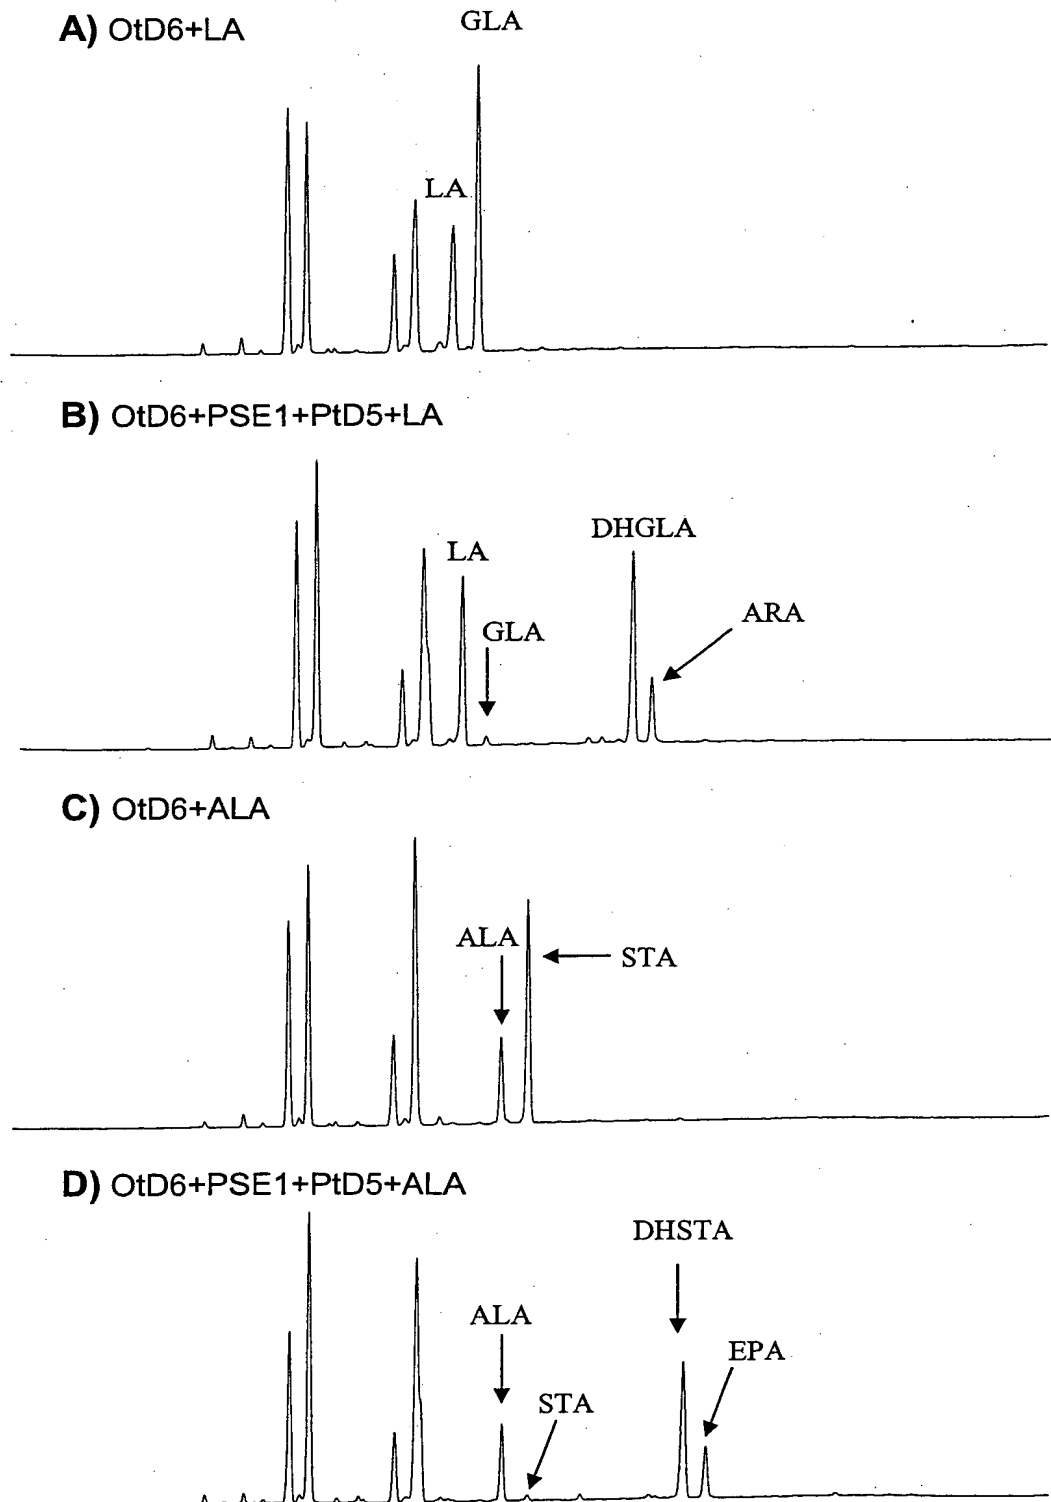 A) OtD6+LA
GLA
LA
B) OtD6+PSE1+PtD5+LA
DHGLA
LA
ARA
GLA
C) OtD6+ALA
ALA
STA
D) OtD6+PSE1+PtD5+ALA
DHSTA
ALA
EPA
STA